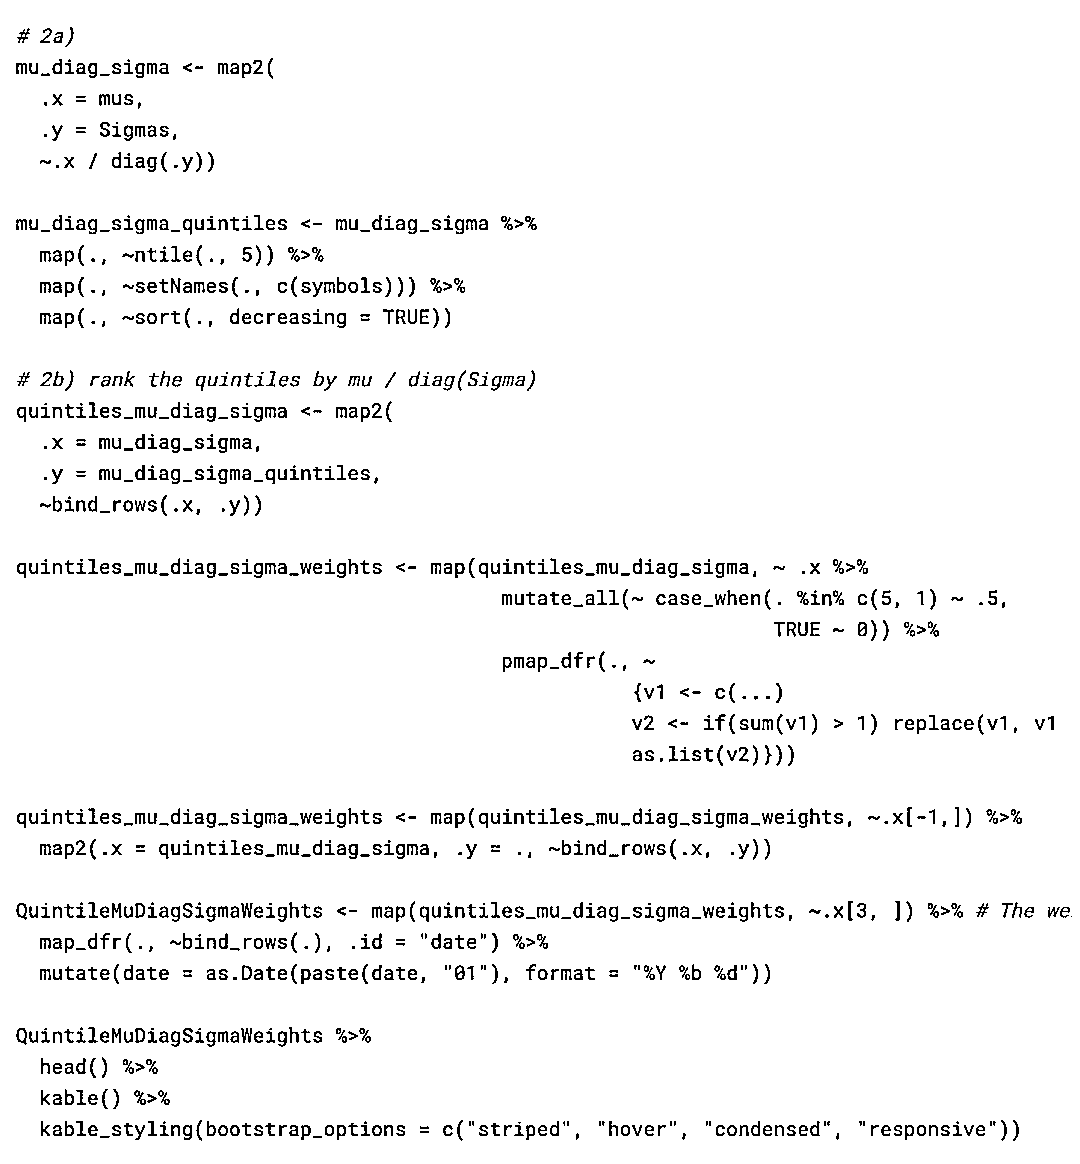 # 2a)
mu_diag_sigma <- map2(
  .x = mus,
  .y = Sigmas,
  ~.x / diag(.y))

mu_diag_sigma_quintiles <- mu_diag_sigma %>%
  map(., ~ntile(., 5)) %>%
  map(., ~setNames(., c(symbols))) %>%
  map(., ~sort(., decreasing = TRUE))

# 2b) rank the quintiles by mu / diag(Sigma)
quintiles_mu_diag_sigma <- map2(
  .x = mu_diag_sigma,
  .y = mu_diag_sigma_quintiles,
  ~bind_rows(.x, .y))

quintiles_mu_diag_sigma_weights <- map(quintiles_mu_diag_sigma, ~ .x %>%
                                         mutate_all(~ case_when(. %in% c(5, 1) ~ .5,
                                                                TRUE ~ 0)) %>%
                                         pmap_dfr(., ~
                                                    {v1 <- c(...)
                                                    v2 <- if(sum(v1) > 1) replace(v1, v1
                                                    as.list(v2)}))

quintiles_mu_diag_sigma_weights <- map(quintiles_mu_diag_sigma_weights, ~.x[-1,]) %>%
  map2(.x = quintiles_mu_diag_sigma, .y = ., ~bind_rows(.x, .y))

QuintileMuDiagSigmaWeights <- map(quintiles_mu_diag_sigma_weights, ~.x[3, ]) %>% # The
  map_dfr(., ~bind_rows(.), .id = "date") %>%
  mutate(date = as.Date(paste(date, "01"), format = "%Y %b %d"))

QuintileMuDiagSigmaWeights %>%
  head() %>%
  kable() %>%
  kable_styling(bootstrap_options = c("striped", "hover", "condensed", "responsive"))